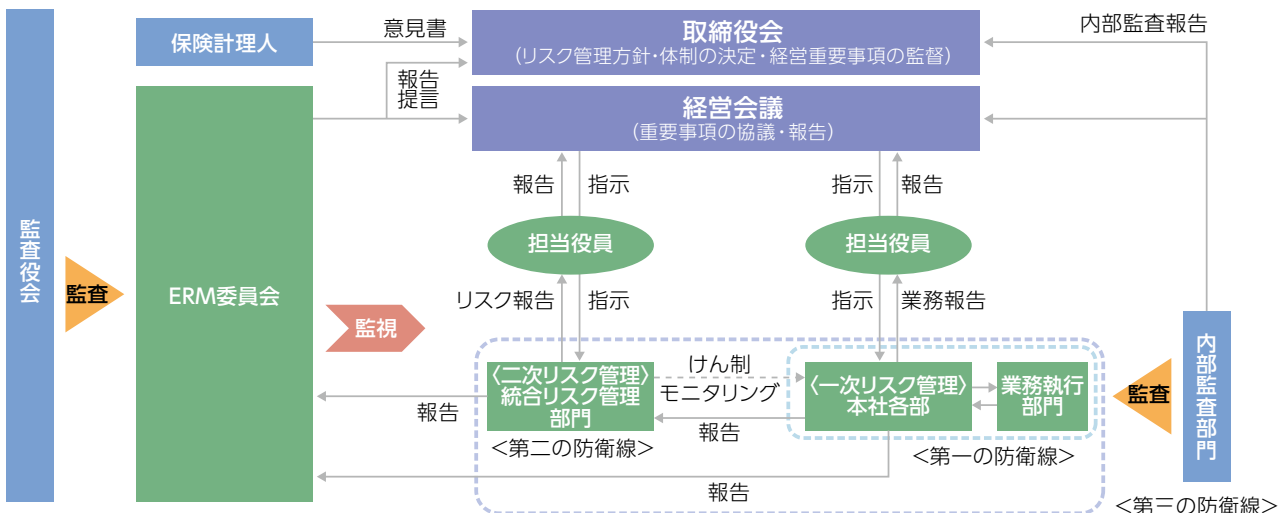 保険計理人
意見書
取締役会
（リスク管理方針・体制の決定・経営重要事項の監督）
内部監査報告
報告
提言
経営会議
（重要事項の協議・報告）
報告
指示
指示
報告
監査役会
監査
ERM委員会
担当役員
担当役員
リスク報告
指示
指示
業務報告
監視
〈二次リスク管理〉
統合リスク管理
部門
けん制
モニタリング
〈一次リスク管理〉
本社各部
業務執行
部門
監査
内部監査部門
報告
報告
＜第二の防衛線＞
＜第一の防衛線＞
報告
＜第三の防衛線＞